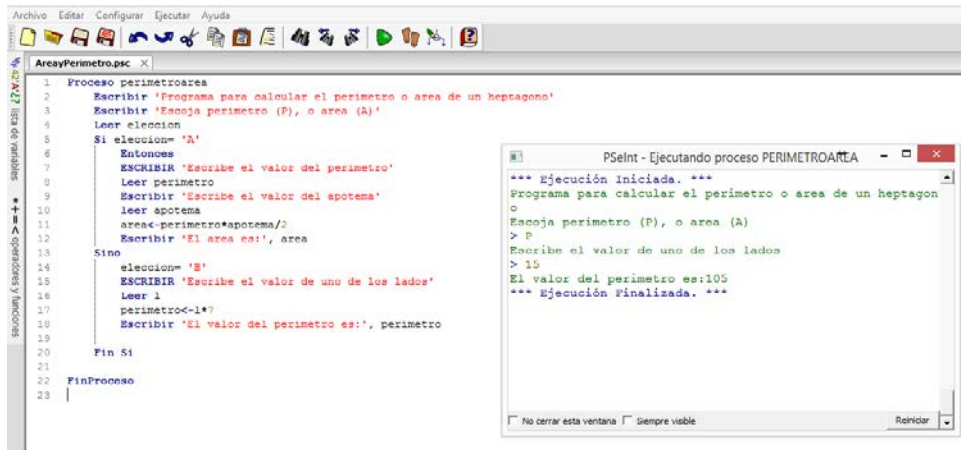 Archivo Editar Configurar Ejecutar Ayuda
AreayPerimetro.psc
lista de variables
operadores y funciones
1 Proceso perimetroarea
2 Escribir 'Programa para calcular el perimetro o area de un heptagono'
3 Escribir 'Escoja perimetro (P), o area (A)'
4 Leer eleccion
5 Si eleccion= 'A'
6 Entonces
7 ESCRIBIR 'Escribe el valor del perimetro'
8 Leer perimetro
9 Escribir 'Escribe el valor del apotema'
10 leer apotema
11 area<-perimetro*apotema/2
12 Escribir 'El area es:', area
13 Sino
14 eleccion= 'B'
15 ESCRIBIR 'Escribe el valor de uno de los lados'
16 Leer l
17 perimetro<-l*7
18 Escribir 'El valor del perimetro es:', perimetro
19
20 Fin Si
21
22 FinProceso
23
PSeInt - Ejecutando proceso PERIMETROAREA
*** Ejecución Iniciada. ***
Programa para calcular el perimetro o area de un heptagon
o
Escoja perimetro (P), o area (A)
> P
Escribe el valor de uno de los lados
> 15
El valor del perimetro es:105
*** Ejecución Finalizada. ***
No cerrar esta ventana Siempre visible Reiniciar